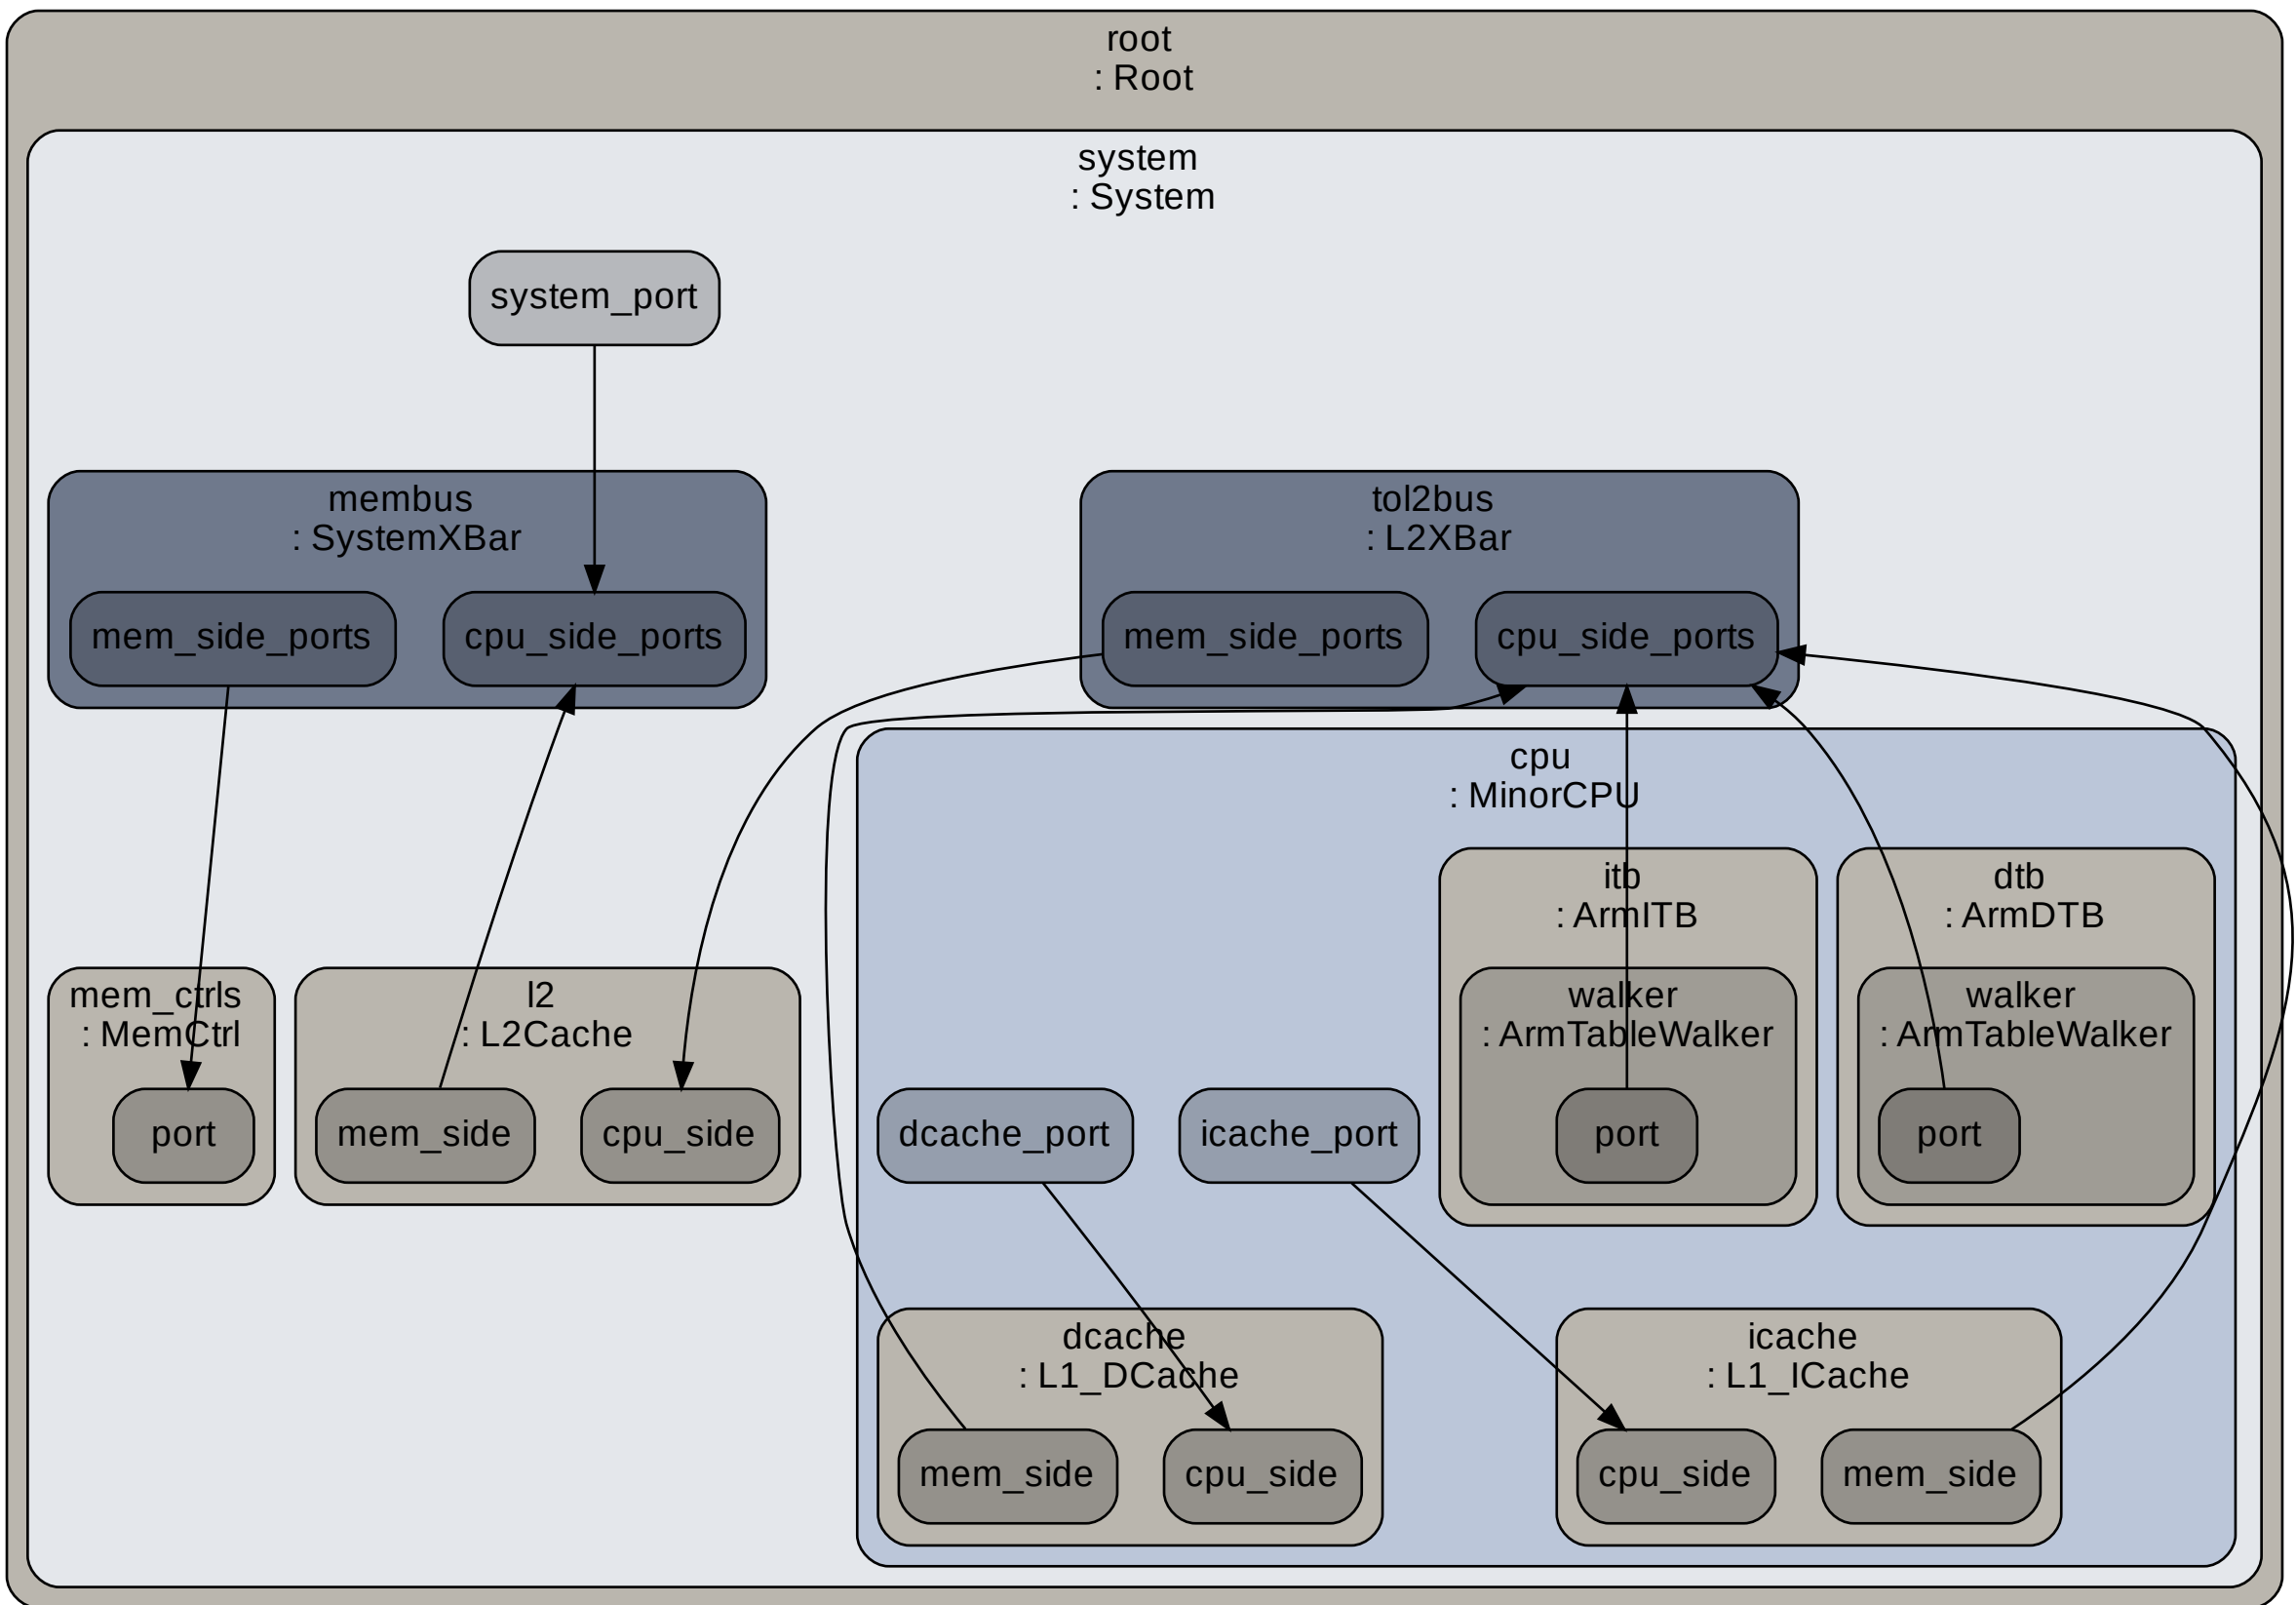 root
: Root
system
: System
system_port
membus
: SystemXBar
mem_side_ports
cpu_side_ports
tol2bus
: L2XBar
mem_side_ports
cpu_side_ports
cpu
: MinorCPU
itb
: ArmITB
walker
: ArmTableWalker
port
dtb
: ArmDTB
walker
: ArmTableWalker
port
mem_ctrls
: MemCtrl
port
l2
: L2Cache
mem_side
cpu_side
dcache_port
icache_port
dcache
: L1_DCache
mem_side
cpu_side
icache
: L1_ICache
cpu_side
mem_side